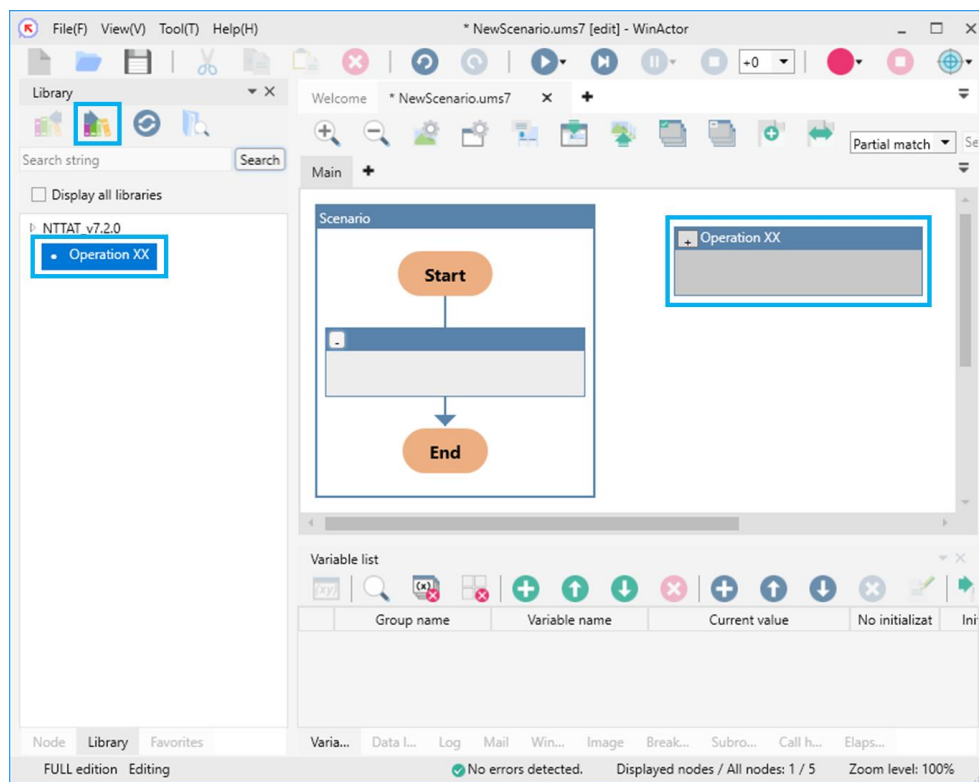 File(F) View(V) Tool(T) Help(H)
* NewScenario.ums7 [edit] - WinActor
+0
Library
Welcome
* NewScenario.ums7
Search string
Search
Partial match
Se
Display all libraries
Main
NTTAT_v7.2.0
Operation XX
Scenario
Start
End
Operation XX
Variable list
Group name
Variable name
Current value
No initializat
Ini
Node
Library
Favorites
Varia...
Data I...
Log
Mail
Win...
Image
Break...
Subro...
Call h...
Elaps...
FULL edition Editing
No errors detected.
Displayed nodes / All nodes: 1 / 5
Zoom level: 100%